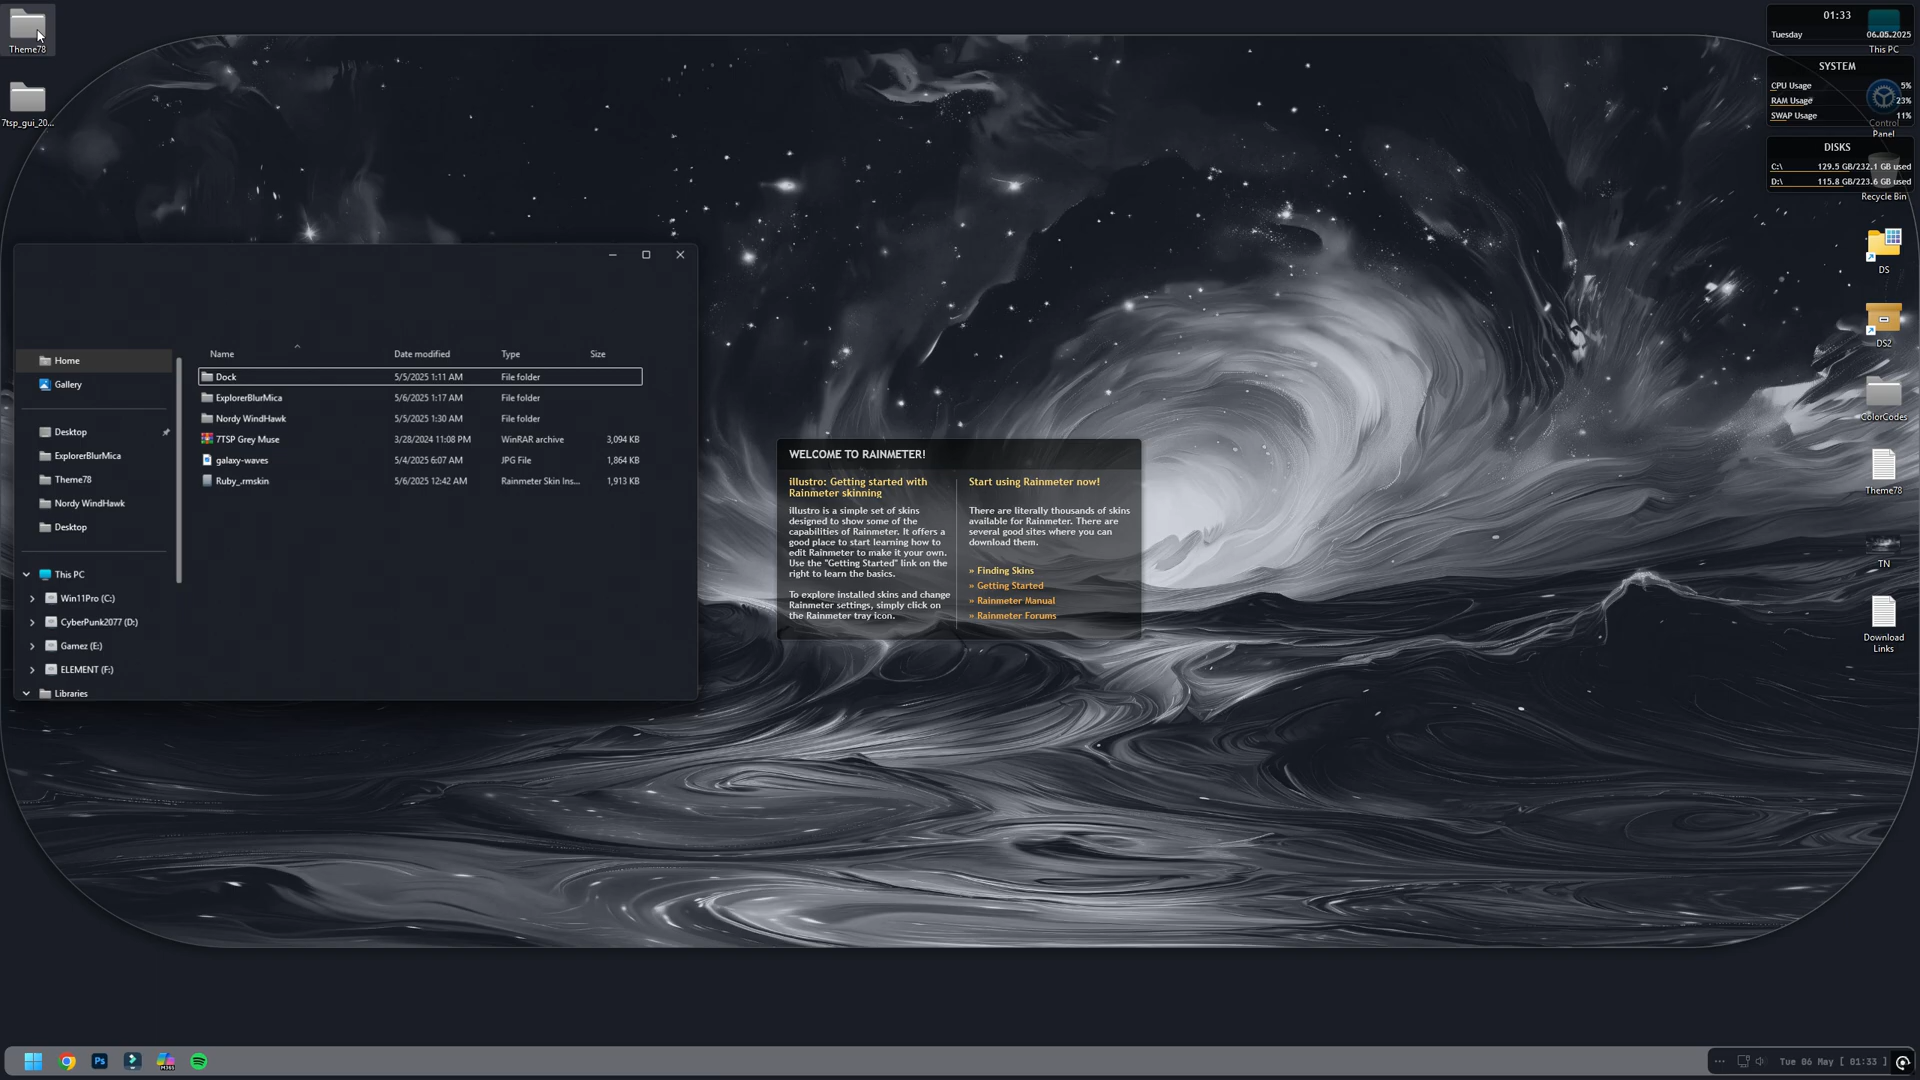 Theme78
7tsp_gui_20...
01:33
Tuesday 06.05.2025
This PC
SYSTEM
CPU Usage 5%
RAM Usage 23%
SWAP Usage 11%
Control
Panel
DISKS
C:\ 129.5 GB/232.1 GB used
D:\ 115.8 GB/223.6 GB used
Recycle Bin
DS
DS2
ColorCodes
Theme78
TN
Download
Links
Home
Gallery
Desktop
ExplorerBlurMica
Theme78
Nordy WindHawk
Desktop
This PC
Win11Pro (C:)
CyberPunk2077 (D:)
Gamez (E:)
ELEMENT (F:)
Libraries
Name Date modified Type Size
Dock 5/5/2025 1:11 AM File folder
ExplorerBlurMica 5/6/2025 1:17 AM File folder
Nordy WindHawk 5/5/2025 1:30 AM File folder
7TSP Grey Muse 3/28/2024 11:08 PM WinRAR archive 3,094 KB
galaxy-waves 5/4/2025 6:07 AM JPG File 1,864 KB
Ruby_.rmskin 5/6/2025 12:42 AM Rainmeter Skin Ins... 1,913 KB
WELCOME TO RAINMETER!
illustro: Getting started with
Rainmeter skinning
illustro is a simple set of skins
designed to show some of the
capabilities of Rainmeter. It offers a
good place to start learning how to
edit Rainmeter to make it your own.
Use the "Getting Started" link on the
right to learn the basics.
To explore installed skins and change
Rainmeter settings, simply click on
the Rainmeter tray icon.
Start using Rainmeter now!
There are literally thousands of skins
available for Rainmeter. There are
several good sites where you can
download them.
» Finding Skins
» Getting Started
» Rainmeter Manual
» Rainmeter Forums
Ps
M365
Tue 06 May [ 01:33 ]